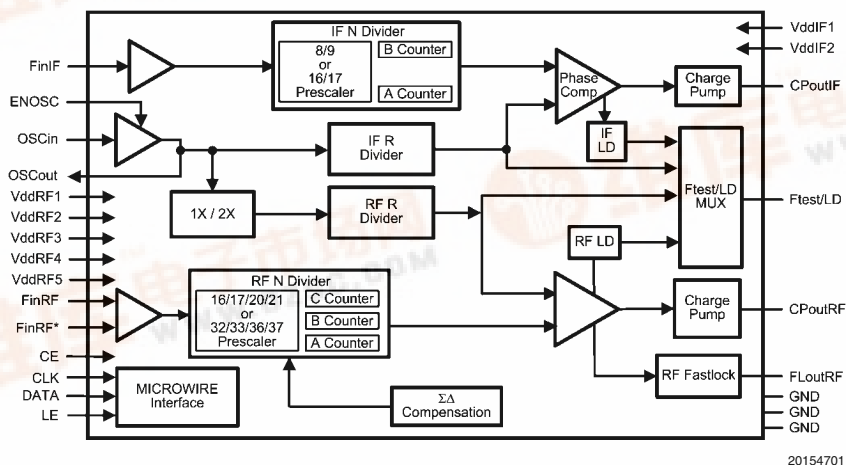 IF N Divider
8/9
or
16/17
Prescaler
B Counter
A Counter
FinIF
ENOSC
OSCin
OSCout
VddRF1
VddRF2
VddRF3
VddRF4
VddRF5
FinRF
FinRF*
CE
CLK
DATA
LE
Phase
Comp
Charge
Pump
IF
LD
IF R
Divider
1X / 2X
RF R
Divider
Ftest/LD
MUX
RF LD
RF N Divider
16/17/20/21
or
32/33/36/37
Prescaler
C Counter
B Counter
A Counter
Charge
Pump
RF Fastlock
MICROWIRE
Interface
ΣΔ
Compensation
VddIF1
VddIF2
CPoutIF
Ftest/LD
CPoutRF
FLoutRF
GND
GND
GND
20154701